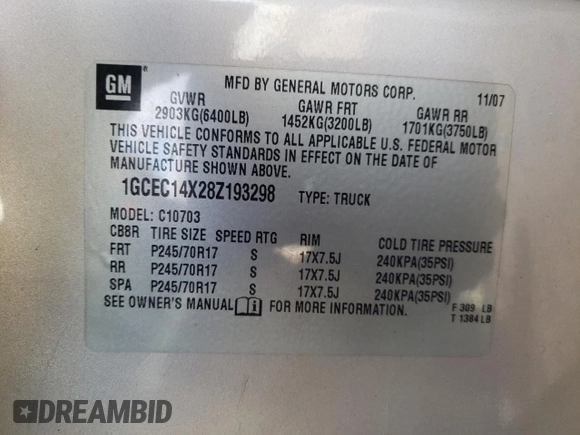 GM ®
MFD BY GENERAL MOTORS CORP. 11/07
GVWR GAWR FRT GAWR RR
2903KG(6400LB) 1452KG(3200LB) 1701KG(3750LB)
THIS VEHICLE CONFORMS TO ALL APPLICABLE U.S. FEDERAL MOTOR
VEHICLE SAFETY STANDARDS IN EFFECT ON THE DATE OF
MANUFACTURE SHOWN ABOVE.
1GCEC14X28Z193298 TYPE: TRUCK
MODEL: C10703
CB8R TIRE SIZE SPEED RTG RIM COLD TIRE PRESSURE
FRT P245/70R17 S 17X7.5J 240KPA(35PSI)
RR P245/70R17 S 17X7.5J 240KPA(35PSI)
SPA P245/70R17 S 17X7.5J 240KPA(35PSI)
SEE OWNER'S MANUAL FOR MORE INFORMATION.
F 309 LB
T 1384 LB
DREAMBID